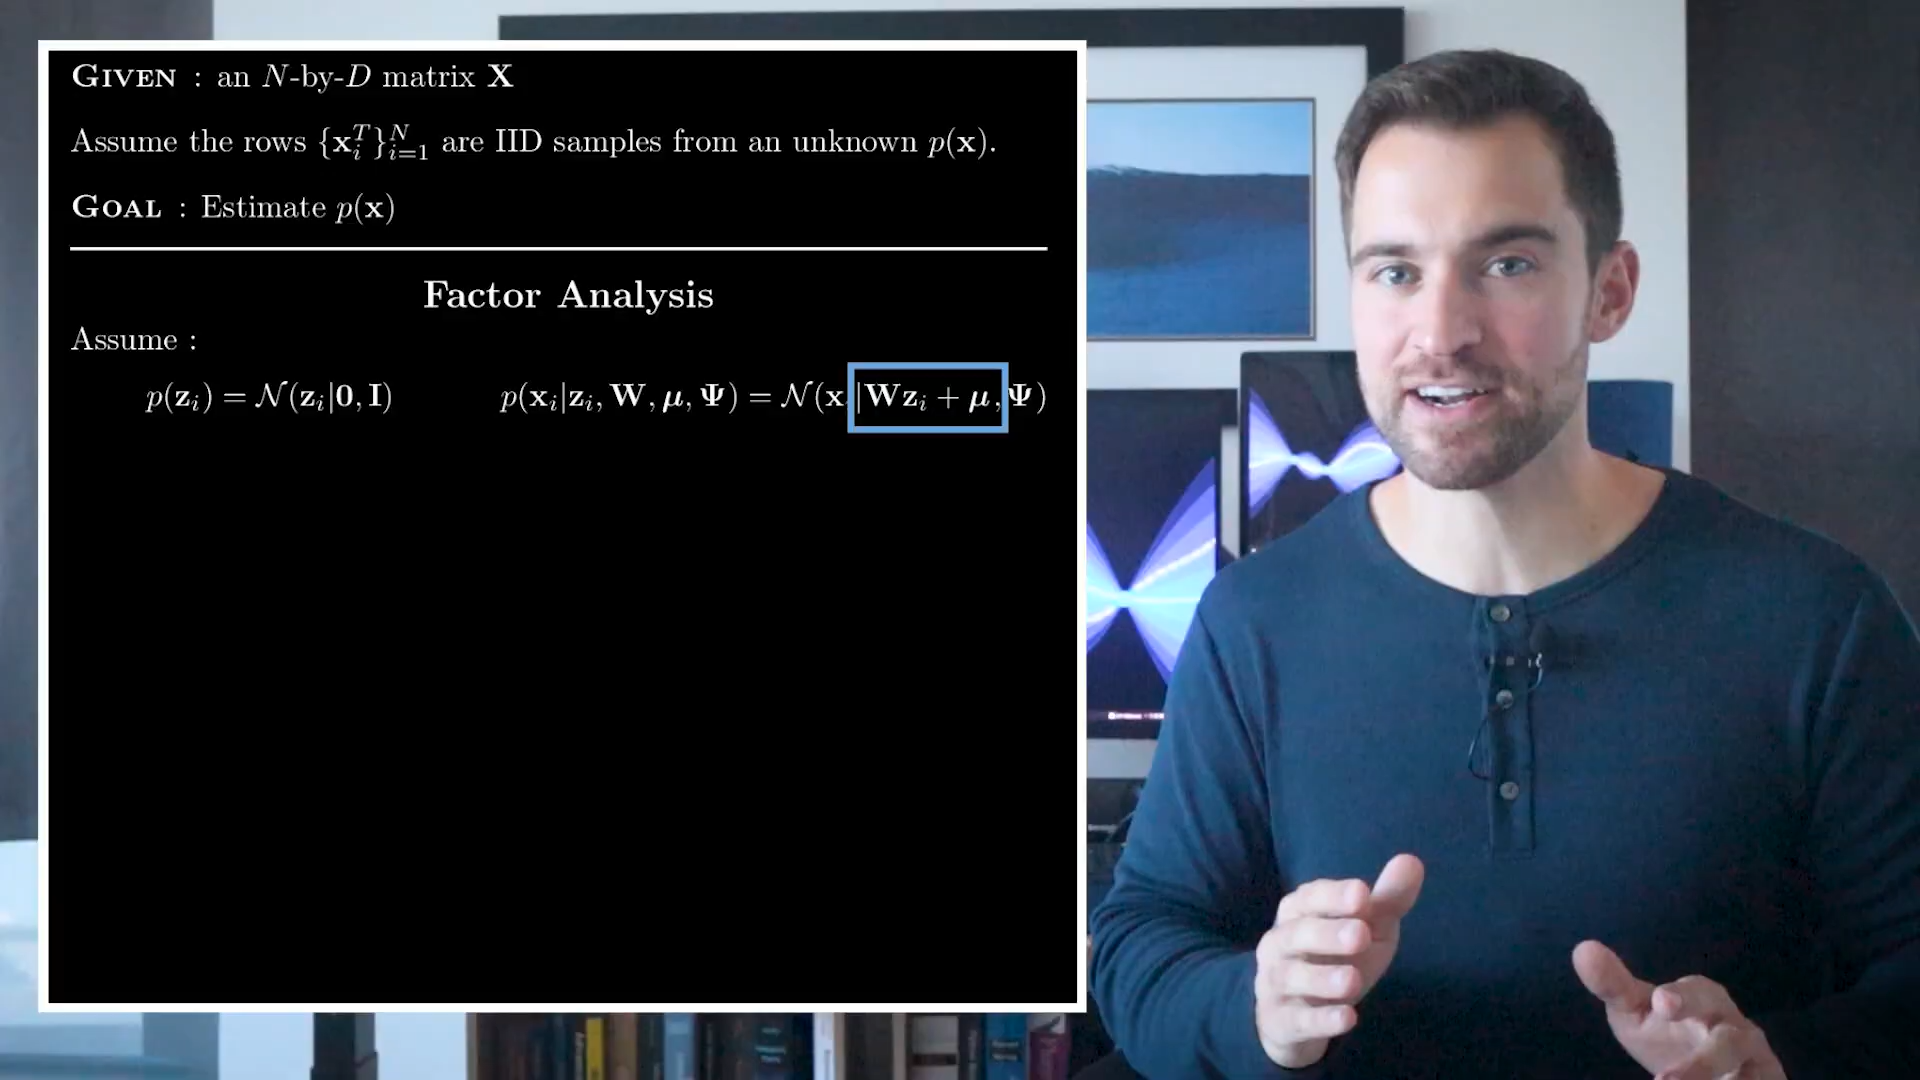 GIVEN : an N-by-D matrix X
Assume the rows {x_i^T}_{i=1}^N are IID samples from an unknown p(x).
GOAL : Estimate p(x)
Factor Analysis
Assume :
p(z_i) = 𝒩(z_i|0, I) p(x_i|z_i, W, μ, Ψ) = 𝒩(x_i|Wz_i + μ, Ψ)